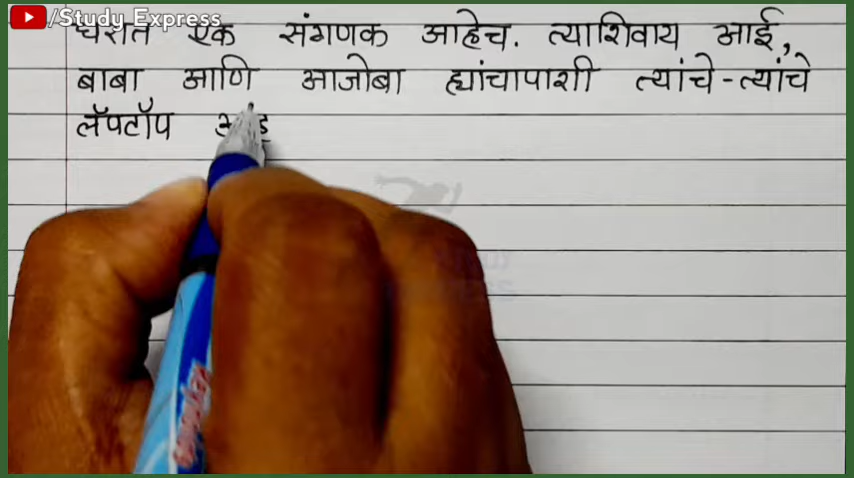 /Study Express
घरात एक संगणक आहेच. त्याशिवाय आई,
बाबा आणि आजोबा ह्यांचापाशी त्यांचे-त्यांचे
लॅपटॉप